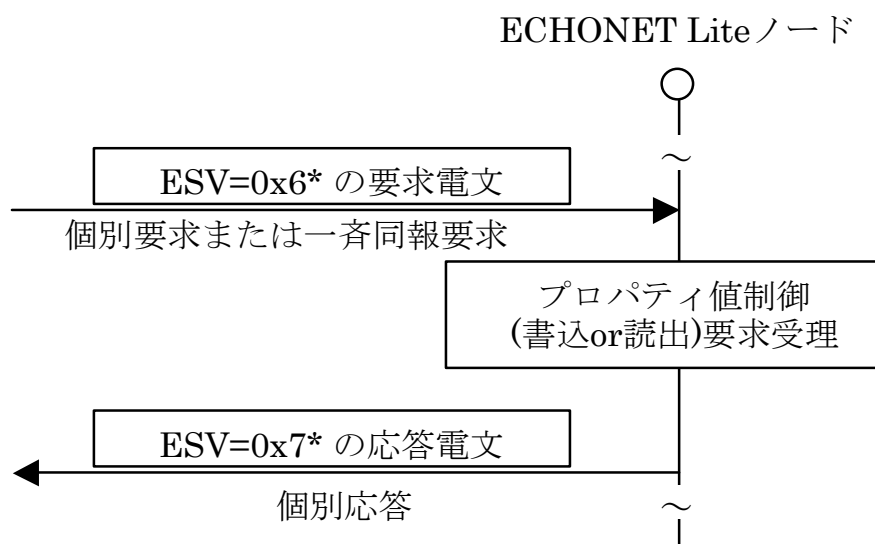 ECHONET Liteノード
～
ESV=0x6* の要求電文
個別要求または一斉同報要求
プロパティ値制御
(書込or読出)要求受理
ESV=0x7* の応答電文
個別応答
～